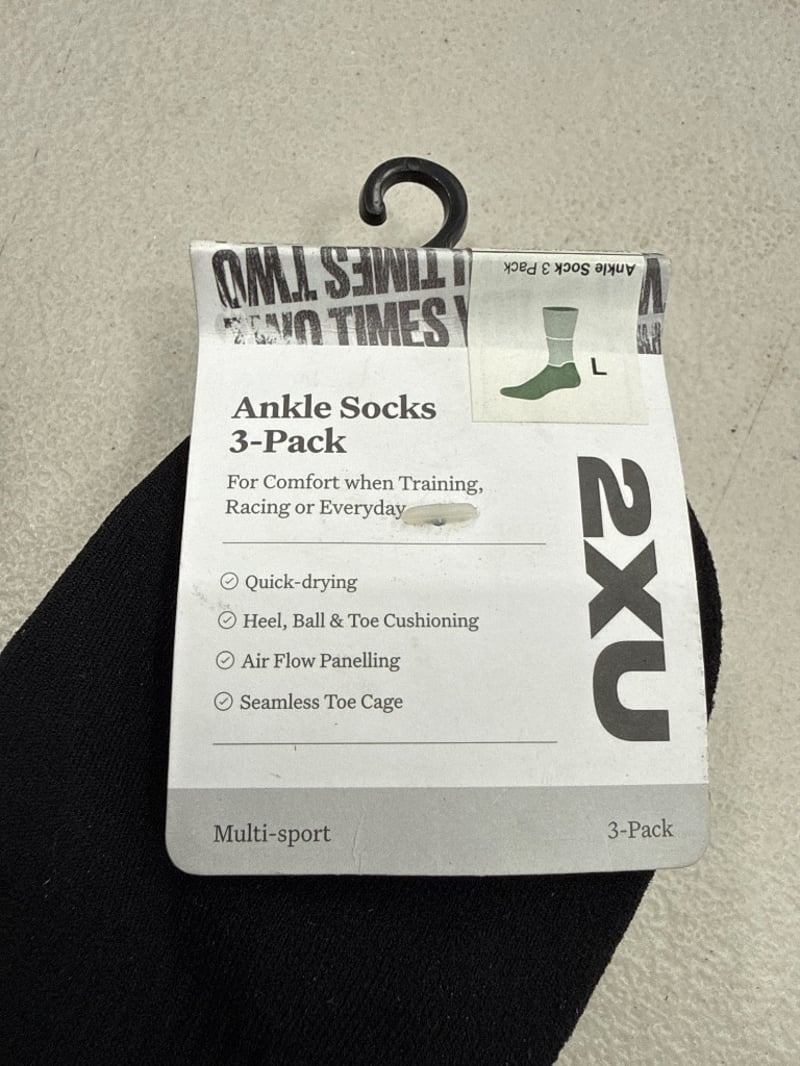 TIMES TWO
TIMES
Ankle Sock 3 Pack
L
Ankle Socks
3-Pack
For Comfort when Training,
Racing or Everyday
2XU
Quick-drying
Heel, Ball & Toe Cushioning
Air Flow Panelling
Seamless Toe Cage
Multi-sport
3-Pack